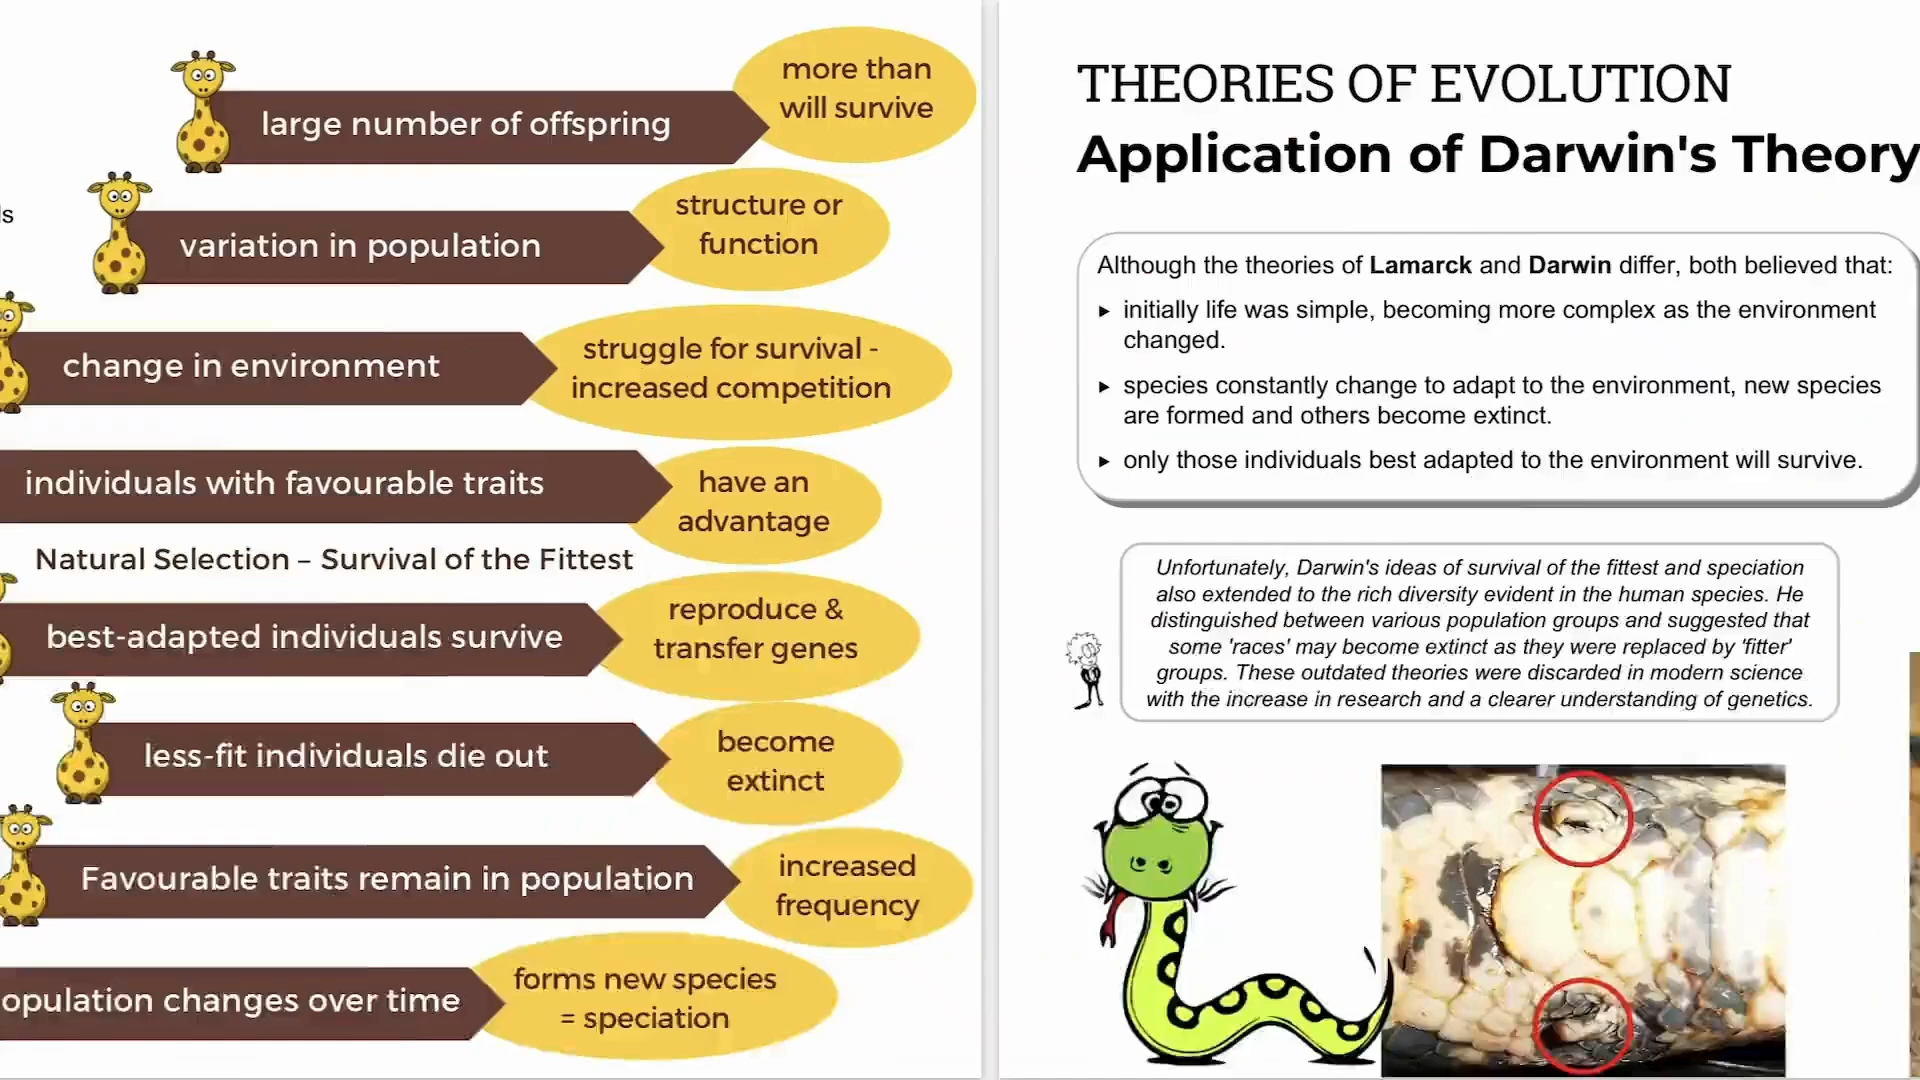 large number of offspring
more than
will survive
ls
variation in population
structure or
function
change in environment
struggle for survival -
increased competition
individuals with favourable traits
have an
advantage
Natural Selection – Survival of the Fittest
best-adapted individuals survive
reproduce &
transfer genes
less-fit individuals die out
become
extinct
Favourable traits remain in population
increased
frequency
opulation changes over time
forms new species
= speciation
THEORIES OF EVOLUTION
Application of Darwin's Theory
Although the theories of Lamarck and Darwin differ, both believed that:
▸ initially life was simple, becoming more complex as the environment
changed.
▸ species constantly change to adapt to the environment, new species
are formed and others become extinct.
▸ only those individuals best adapted to the environment will survive.
Unfortunately, Darwin's ideas of survival of the fittest and speciation
also extended to the rich diversity evident in the human species. He
distinguished between various population groups and suggested that
some 'races' may become extinct as they were replaced by 'fitter'
groups. These outdated theories were discarded in modern science
with the increase in research and a clearer understanding of genetics.